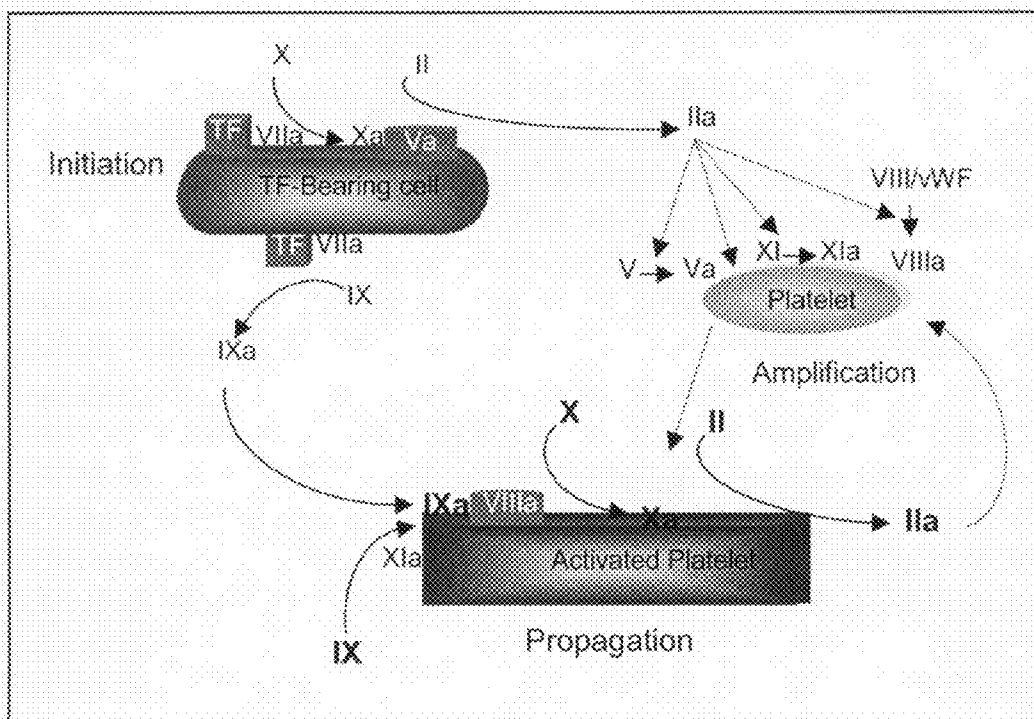 X
II
TF VIIa Xa Va
IIa
Initiation
TF-Bearing cell
VIII/vWF
TF VIIa
V Va XI XIa VIIIa
Platelet
IX
IXa
Amplification
X
II
IXa VIIIa Xa
IIa
XIa
Activated Platelet
IX
Propagation